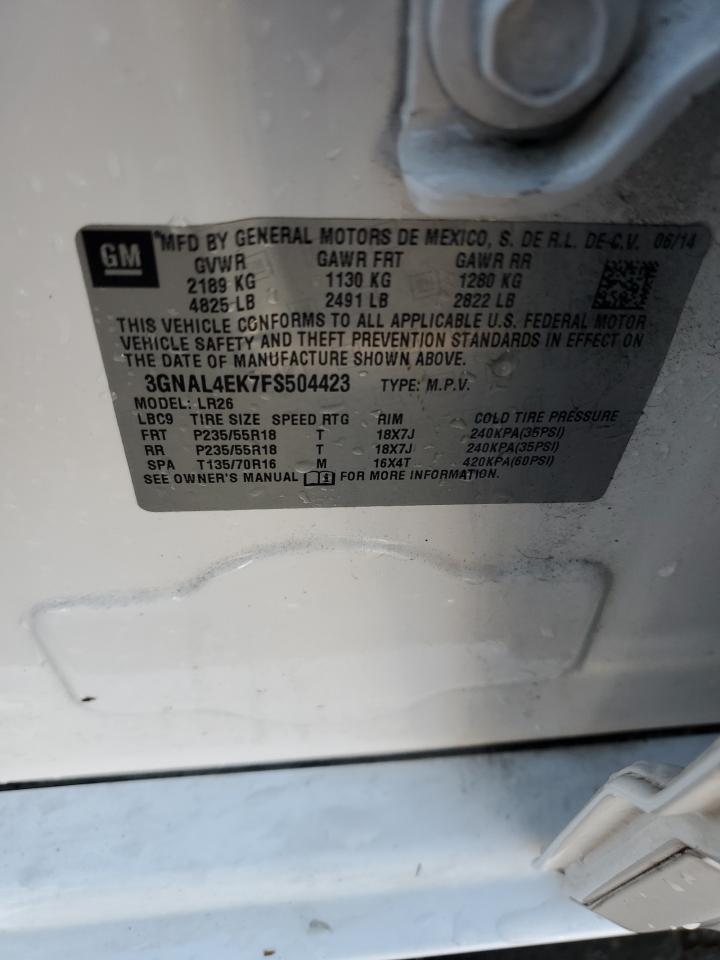 GM
*MFD BY GENERAL MOTORS DE MEXICO, S. DE R.L. DE C.V. 06/14
GVWR GAWR FRT GAWR RR
2189 KG 1130 KG 1280 KG
4825 LB 2491 LB 2822 LB
THIS VEHICLE CONFORMS TO ALL APPLICABLE U.S. FEDERAL MOTOR
VEHICLE SAFETY AND THEFT PREVENTION STANDARDS IN EFFECT ON
THE DATE OF MANUFACTURE SHOWN ABOVE.
3GNAL4EK7FS504423 TYPE: M.P.V.
MODEL: LR26
LBC9 TIRE SIZE SPEED RTG RIM COLD TIRE PRESSURE
FRT P235/55R18 T 18X7J 240KPA(35PSI)
RR P235/55R18 T 18X7J 240KPA(35PSI)
SPA T135/70R16 M 16X4T 420KPA(60PSI)
SEE OWNER'S MANUAL FOR MORE INFORMATION.